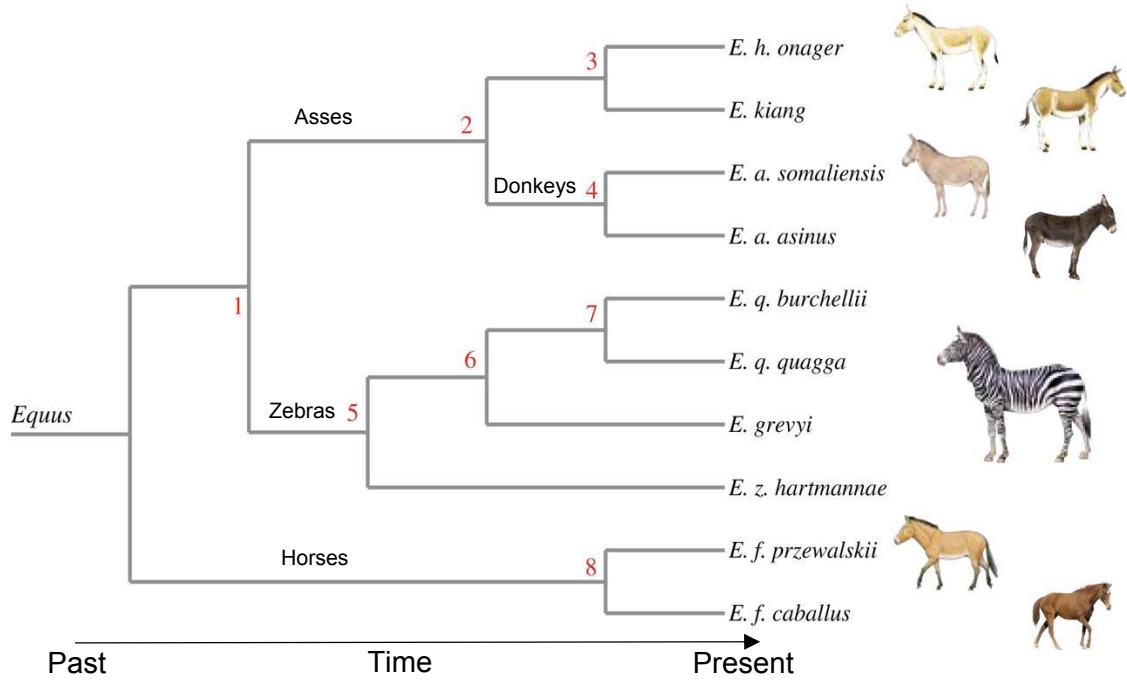 3
E. h. onager
Asses
2
E. kiang
Donkeys
4
E. a. somaliensis
E. a. asinus
1
7
E. q. burchellii
6
E. q. quagga
Equus
Zebras
5
E. grevyi
E. z. hartmannae
Horses
8
E. f. przewalskii
E. f. caballus
Past
Time
Present